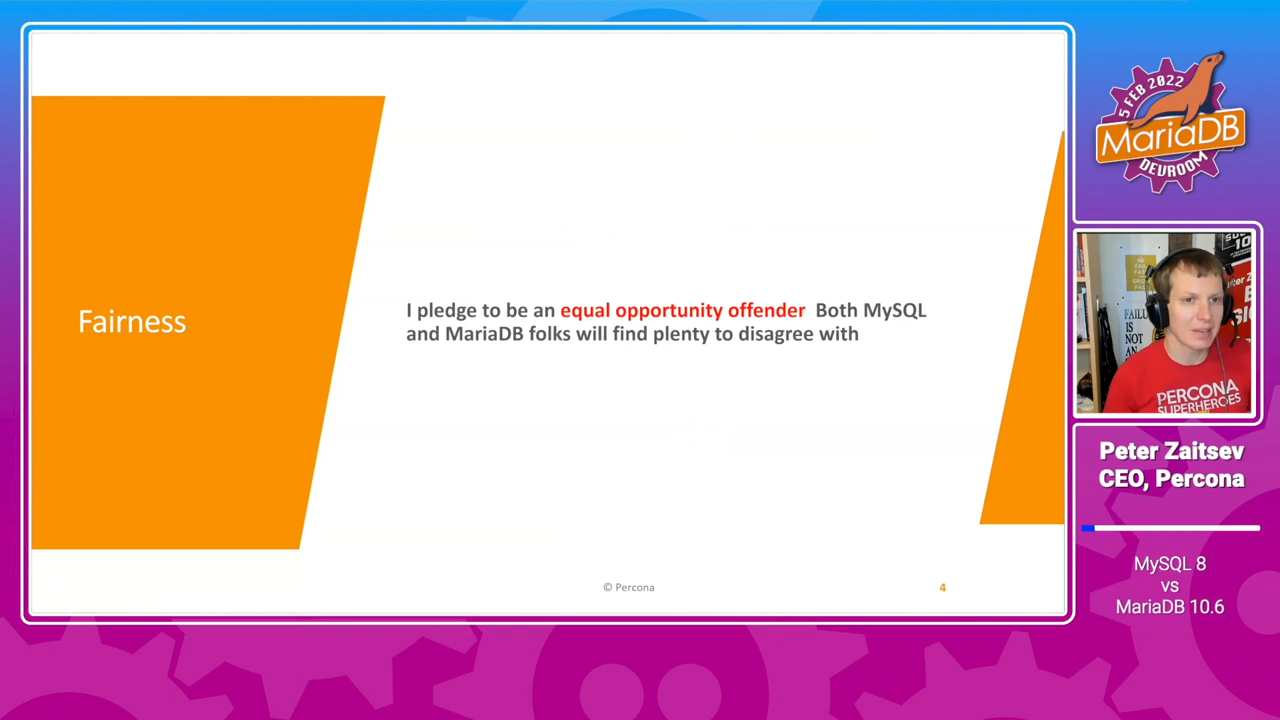 Fairness
I pledge to be an equal opportunity offender Both MySQL
and MariaDB folks will find plenty to disagree with
© Percona
4
5 FEB 2022
MariaDB
DEVROOM
FAIL
FAILURE
IS
NOT
AN
PERCONA
SUPERHEROES
Peter Zaitsev
CEO, Percona
MySQL 8
vs
MariaDB 10.6